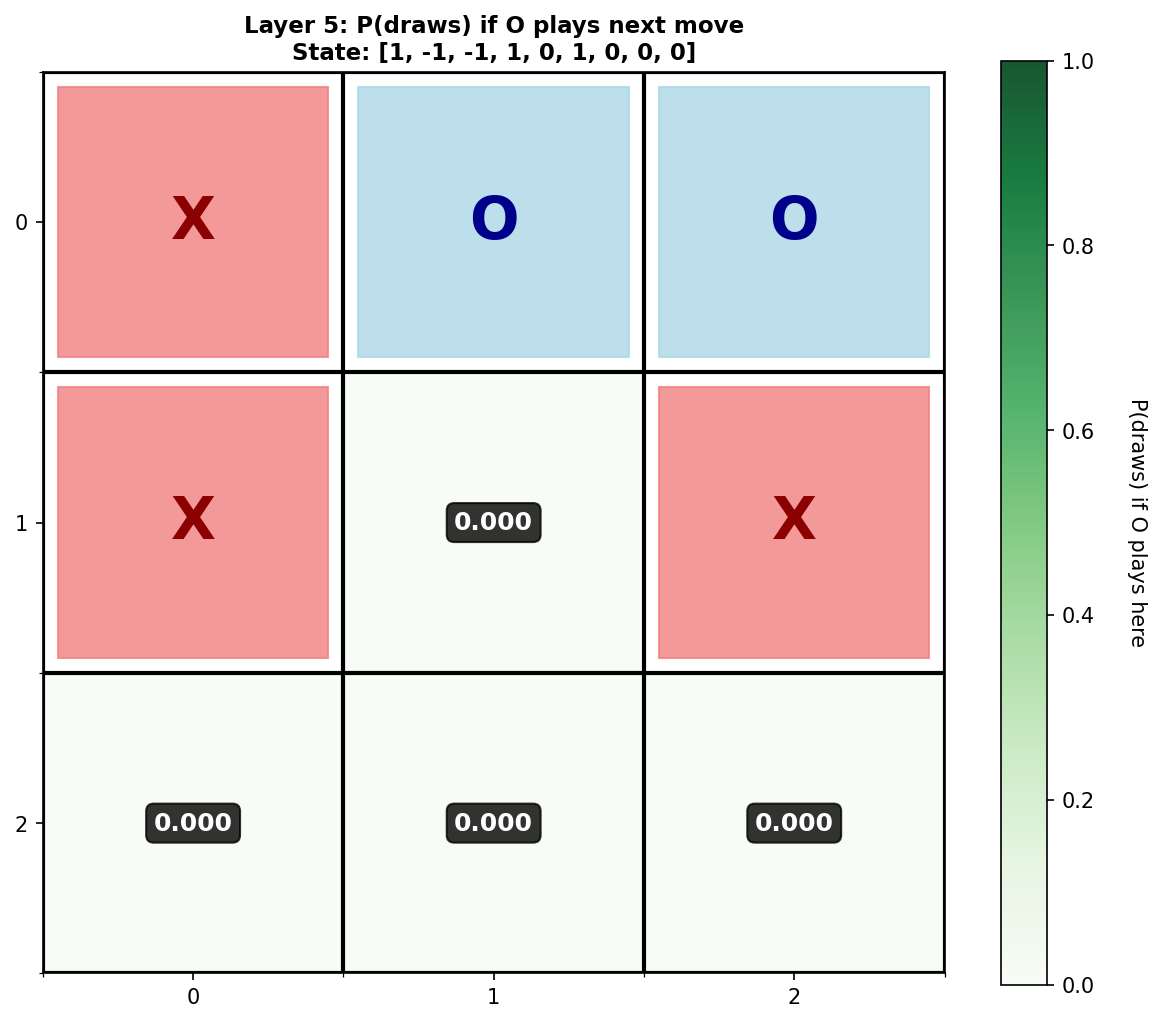 Layer 5: P(draws) if O plays next move
State: [1, -1, -1, 1, 0, 1, 0, 0, 0]
X
O
O
X
0.000
X
0.000
0.000
0.000
0
1
2
0
1
2
1.0
0.8
0.6
0.4
0.2
0.0
P(draws) if O plays here